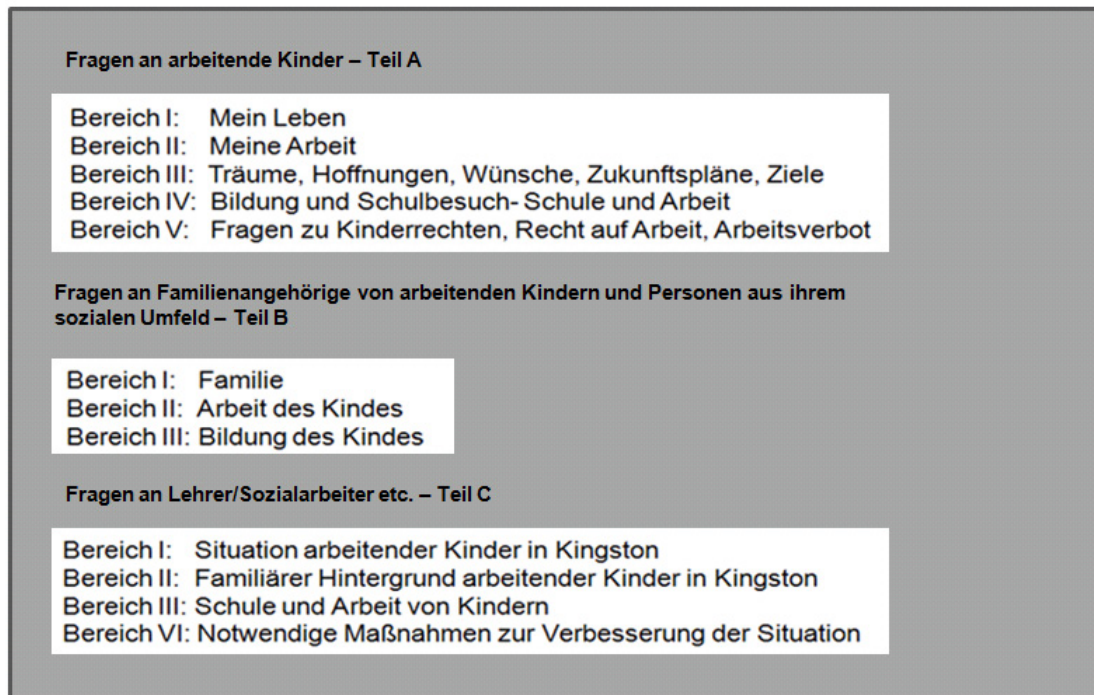 Fragen an arbeitende Kinder – Teil A
Bereich I: Mein Leben
Bereich II: Meine Arbeit
Bereich III: Träume, Hoffnungen, Wünsche, Zukunftspläne, Ziele
Bereich IV: Bildung und Schulbesuch- Schule und Arbeit
Bereich V: Fragen zu Kinderrechten, Recht auf Arbeit, Arbeitsverbot
Fragen an Familienangehörige von arbeitenden Kindern und Personen aus ihrem
sozialen Umfeld – Teil B
Bereich I: Familie
Bereich II: Arbeit des Kindes
Bereich III: Bildung des Kindes
Fragen an Lehrer/Sozialarbeiter etc. – Teil C
Bereich I: Situation arbeitender Kinder in Kingston
Bereich II: Familiärer Hintergrund arbeitender Kinder in Kingston
Bereich III: Schule und Arbeit von Kindern
Bereich VI: Notwendige Maßnahmen zur Verbesserung der Situation